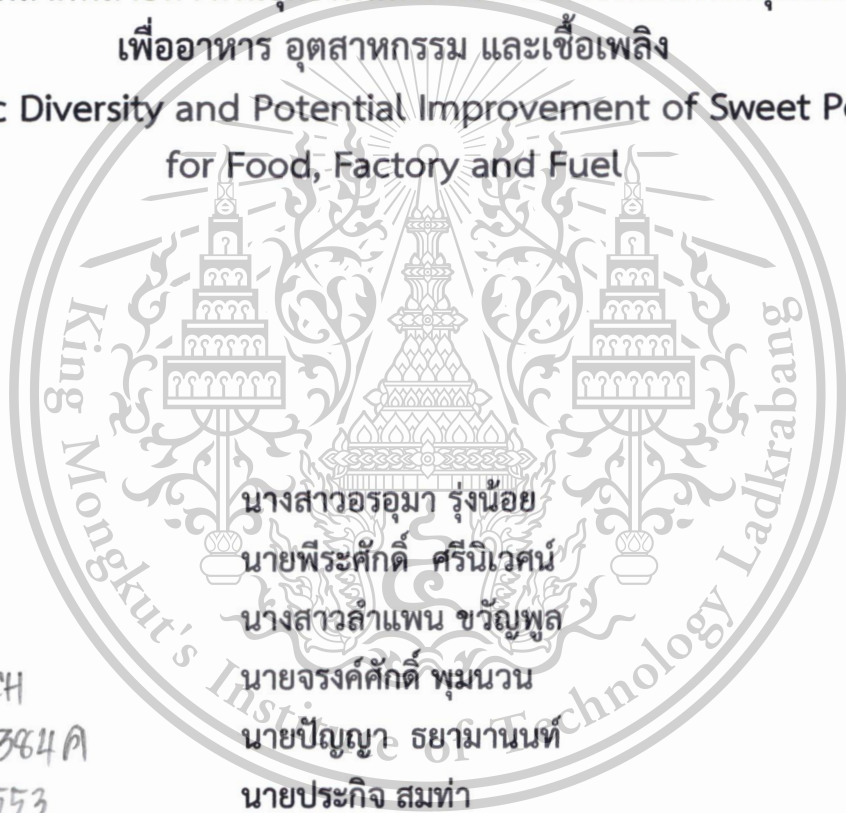 เพื่ออาหาร อุตสาหกรรม และเชื้อเพลิง
Diversity and Potential Improvement of Sweet
for Food, Factory and Fuel
King Mongkut's Institute of Technology Ladkrabang
นางสาวอรอุมา รุ่งน้อย
นายพีระศักดิ์ ศรีนิเวศน์
นางสาวลำแพน ขวัญพูล
นายจรงค์ศักดิ์ พุมนวน
นายปัญญา ธยามานนท์
นายประกิจ สมท่า